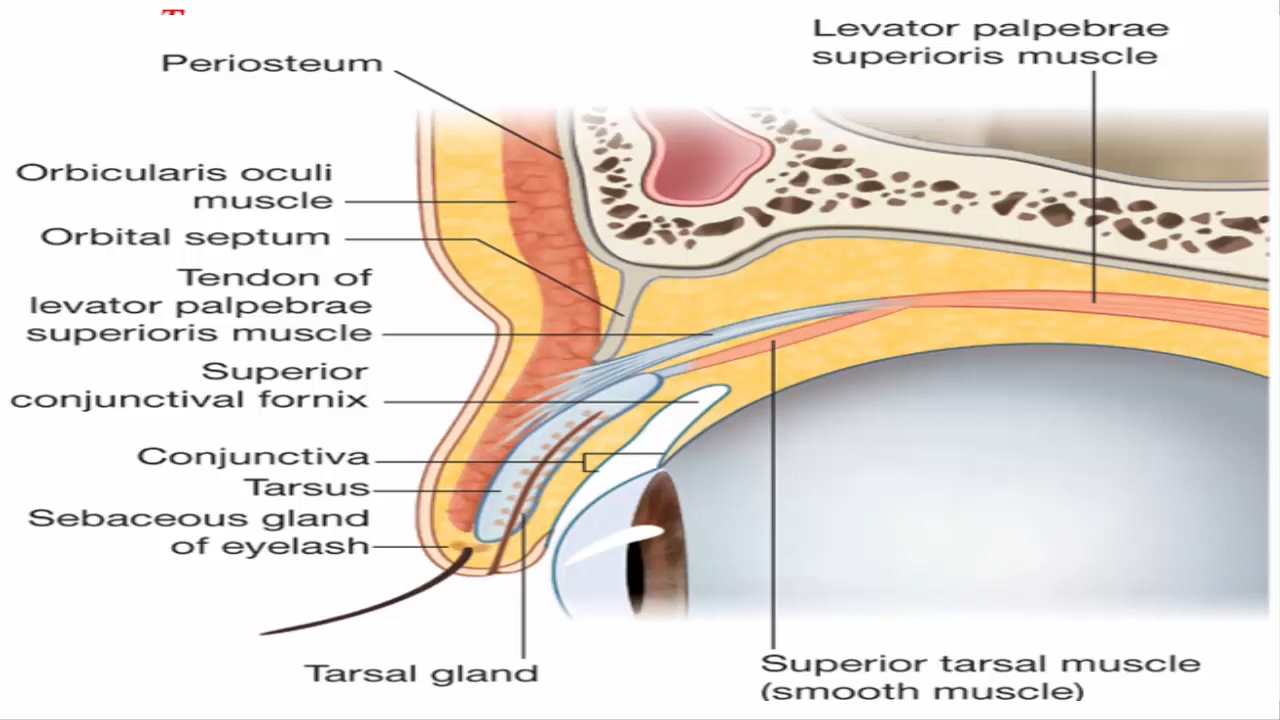 Levator palpebrae
superioris muscle
Periosteum
Orbicularis oculi
muscle
Orbital septum
Tendon of
levator palpebrae
superioris muscle
Superior
conjunctival fornix
Conjunctiva
Tarsus
Sebaceous gland
of eyelash
Tarsal gland
Superior tarsal muscle
(smooth muscle)